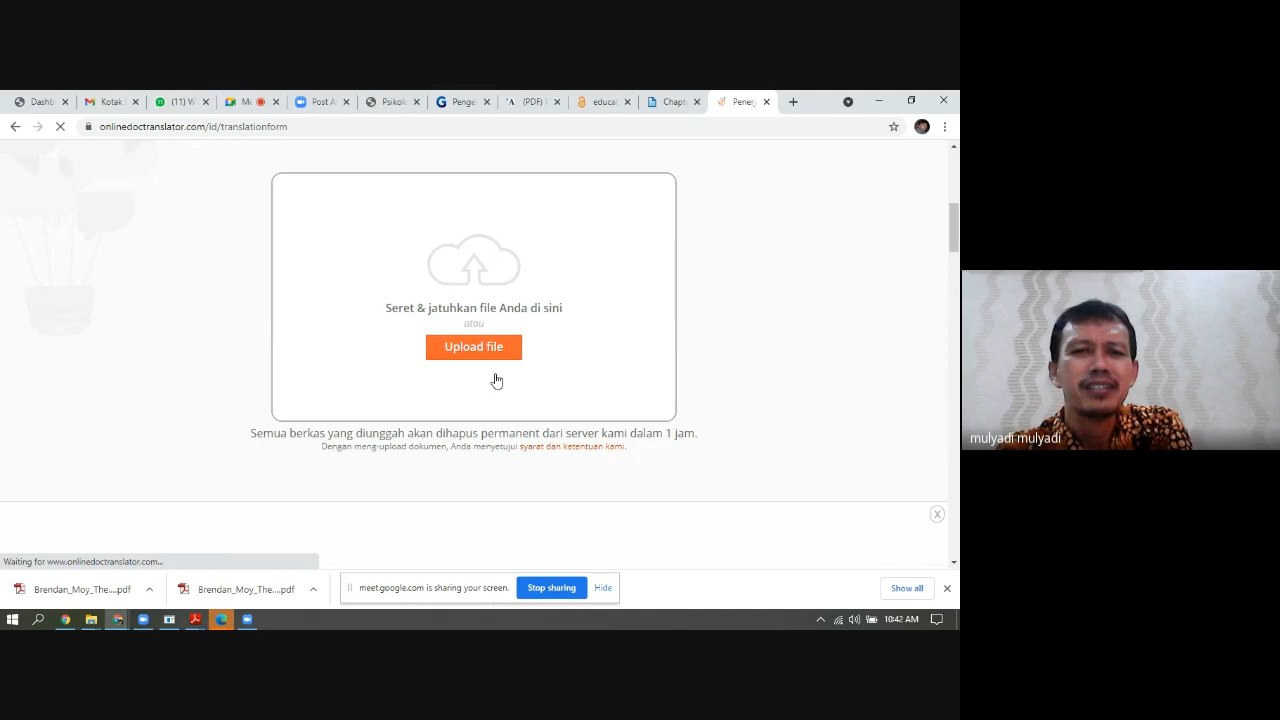 Dashb
Kotak
(11) W
Me
Post A
Psikol
Penge
(PDF)
educa
Chapt
Pener
onlinedoctranslator.com/id/translationform
Seret & jatuhkan file Anda di sini
atau
Upload file
Semua berkas yang diunggah akan dihapus permanent dari server kami dalam 1 jam.
Dengan meng-upload dokumen, Anda menyetujui syarat dan ketentuan kami.
mulyadi mulyadi
X
Waiting for www.onlinedoctranslator.com...
Brendan_Moy_The....pdf
Brendan_Moy_The....pdf
meet.google.com is sharing your screen.
Stop sharing
Hide
Show all
10:42 AM